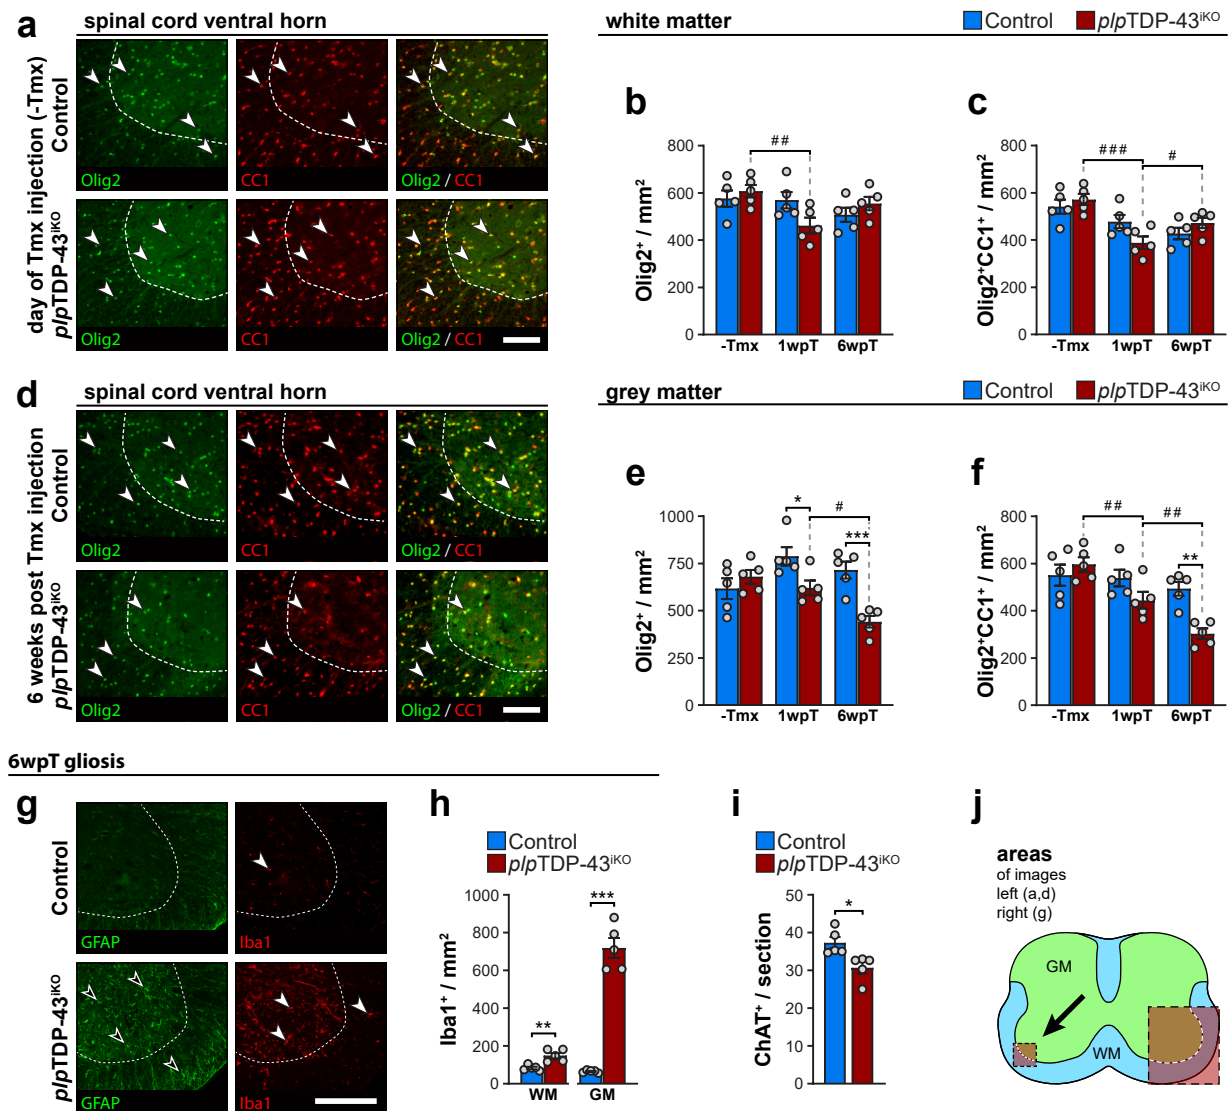 a
spinal cord ventral horn
day of Tmx injection (-Tmx)
Control
Olig2
CC1
Olig2 / CC1
plpTDP-43iKO
Olig2
CC1
Olig2 / CC1
white matter
Control
plpTDP-43iKO
b
Olig2⁺ / mm²
800
600
400
200
0
##
-Tmx
1wpT
6wpT
c
Olig2⁺CC1⁺ / mm²
800
600
400
200
0
###
#
-Tmx
1wpT
6wpT
d
spinal cord ventral horn
6 weeks post Tmx injection
Control
Olig2
CC1
Olig2 / CC1
plpTDP-43iKO
Olig2
CC1
Olig2 / CC1
grey matter
Control
plpTDP-43iKO
e
Olig2⁺ / mm²
1000
750
500
250
0
*
#
***
-Tmx
1wpT
6wpT
f
Olig2⁺CC1⁺ / mm²
800
600
400
200
0
##
##
**
-Tmx
1wpT
6wpT
6wpT gliosis
g
Control
GFAP
Iba1
plpTDP-43iKO
GFAP
Iba1
h
Control
plpTDP-43iKO
Iba1⁺ / mm²
1000
800
600
400
200
0
**
***
WM
GM
i
Control
plpTDP-43iKO
ChAT⁺ / section
50
40
30
20
10
0
*
j
areas
of images
left (a,d)
right (g)
GM
WM